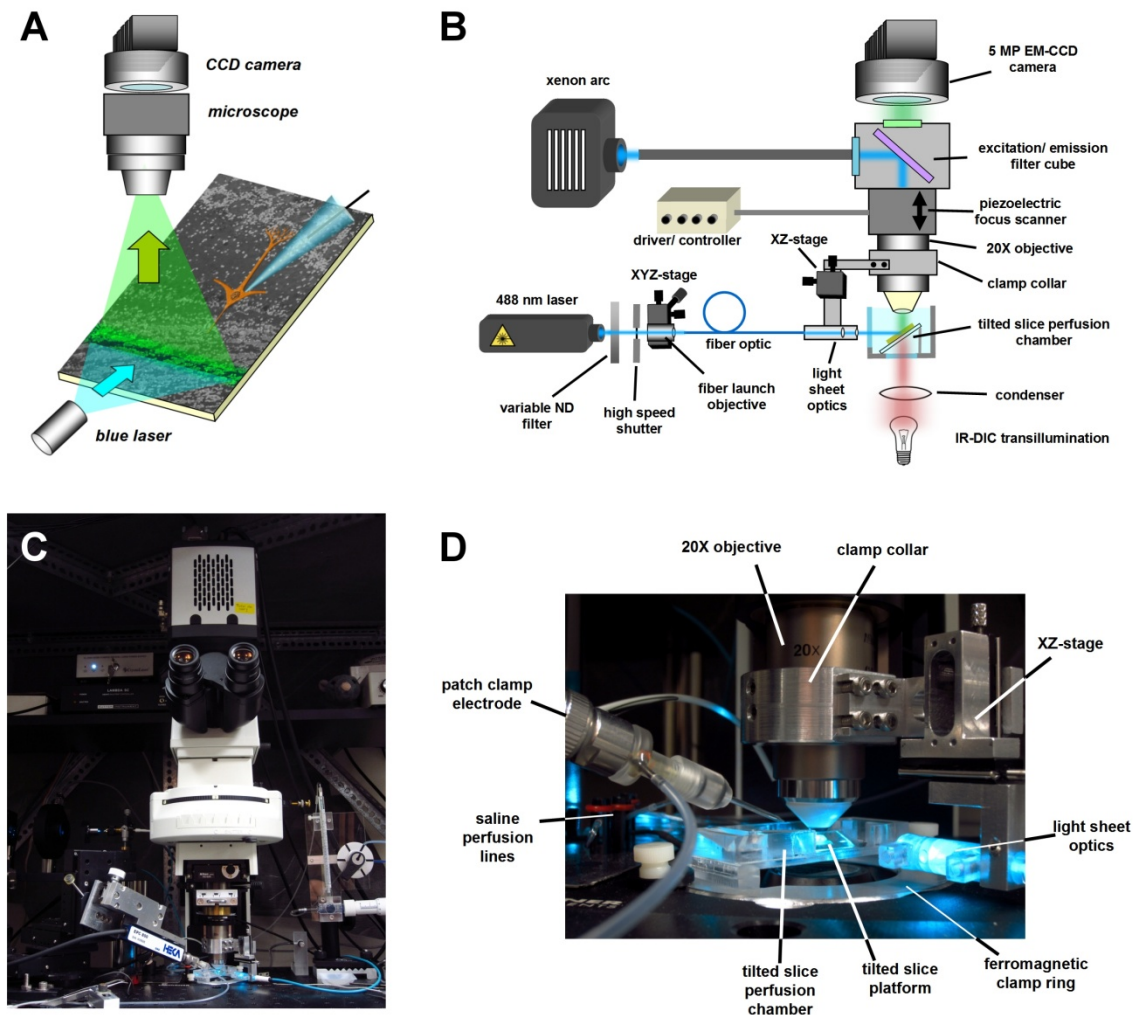 A
CCD camera
microscope
blue laser
B
xenon arc
5 MP EM-CCD
camera
excitation/ emission
filter cube
piezoelectric
focus scanner
driver/ controller
XZ-stage
20X objective
clamp collar
XYZ-stage
488 nm laser
fiber optic
tilted slice perfusion
chamber
fiber launch
objective
light
sheet
optics
variable ND
filter
high speed
shutter
condenser
IR-DIC transillumination
C
HEKA
D
20X objective
clamp collar
XZ-stage
20X
patch clamp
electrode
saline
perfusion
lines
light sheet
optics
tilted slice
perfusion
chamber
tilted slice
platform
ferromagnetic
clamp ring